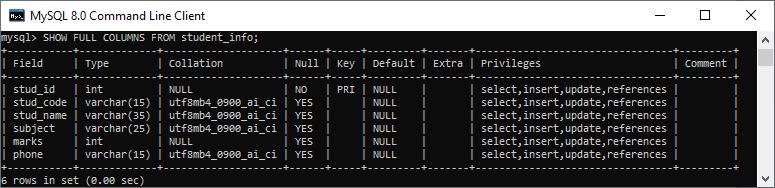 MySQL 8.0 Command Line Client
mysql> SHOW FULL COLUMNS FROM student_info;
+------------+-------------+--------------------+------+-----+---------+-------+---------------------------------+---------+
| Field      | Type        | Collation          | Null | Key | Default | Extra | Privileges                      | Comment |
+------------+-------------+--------------------+------+-----+---------+-------+---------------------------------+---------+
| stud_id    | int         | NULL               | NO   | PRI | NULL    |       | select,insert,update,references |         |
| stud_code  | varchar(15) | utf8mb4_0900_ai_ci | YES  |     | NULL    |       | select,insert,update,references |         |
| stud_name  | varchar(35) | utf8mb4_0900_ai_ci | YES  |     | NULL    |       | select,insert,update,references |         |
| subject    | varchar(25) | utf8mb4_0900_ai_ci | YES  |     | NULL    |       | select,insert,update,references |         |
| marks      | int         | NULL               | YES  |     | NULL    |       | select,insert,update,references |         |
| phone      | varchar(15) | utf8mb4_0900_ai_ci | YES  |     | NULL    |       | select,insert,update,references |         |
+------------+-------------+--------------------+------+-----+---------+-------+---------------------------------+---------+
6 rows in set (0.00 sec)